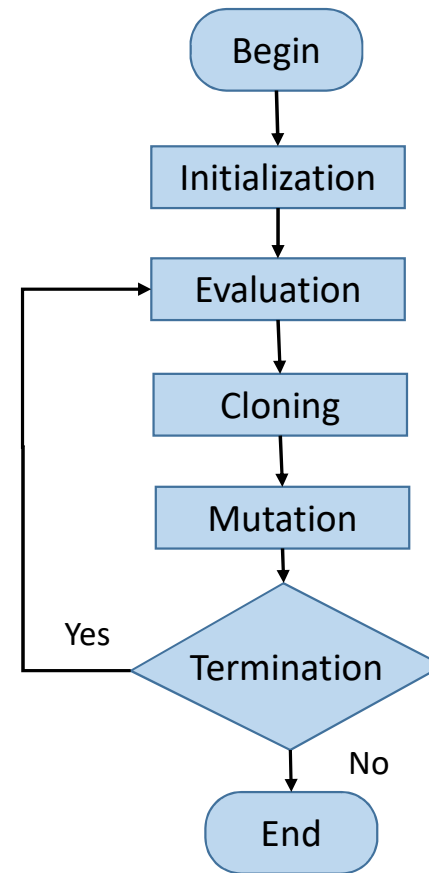 Begin
Initialization
Evaluation
Cloning
Mutation
Yes
Termination
No
End